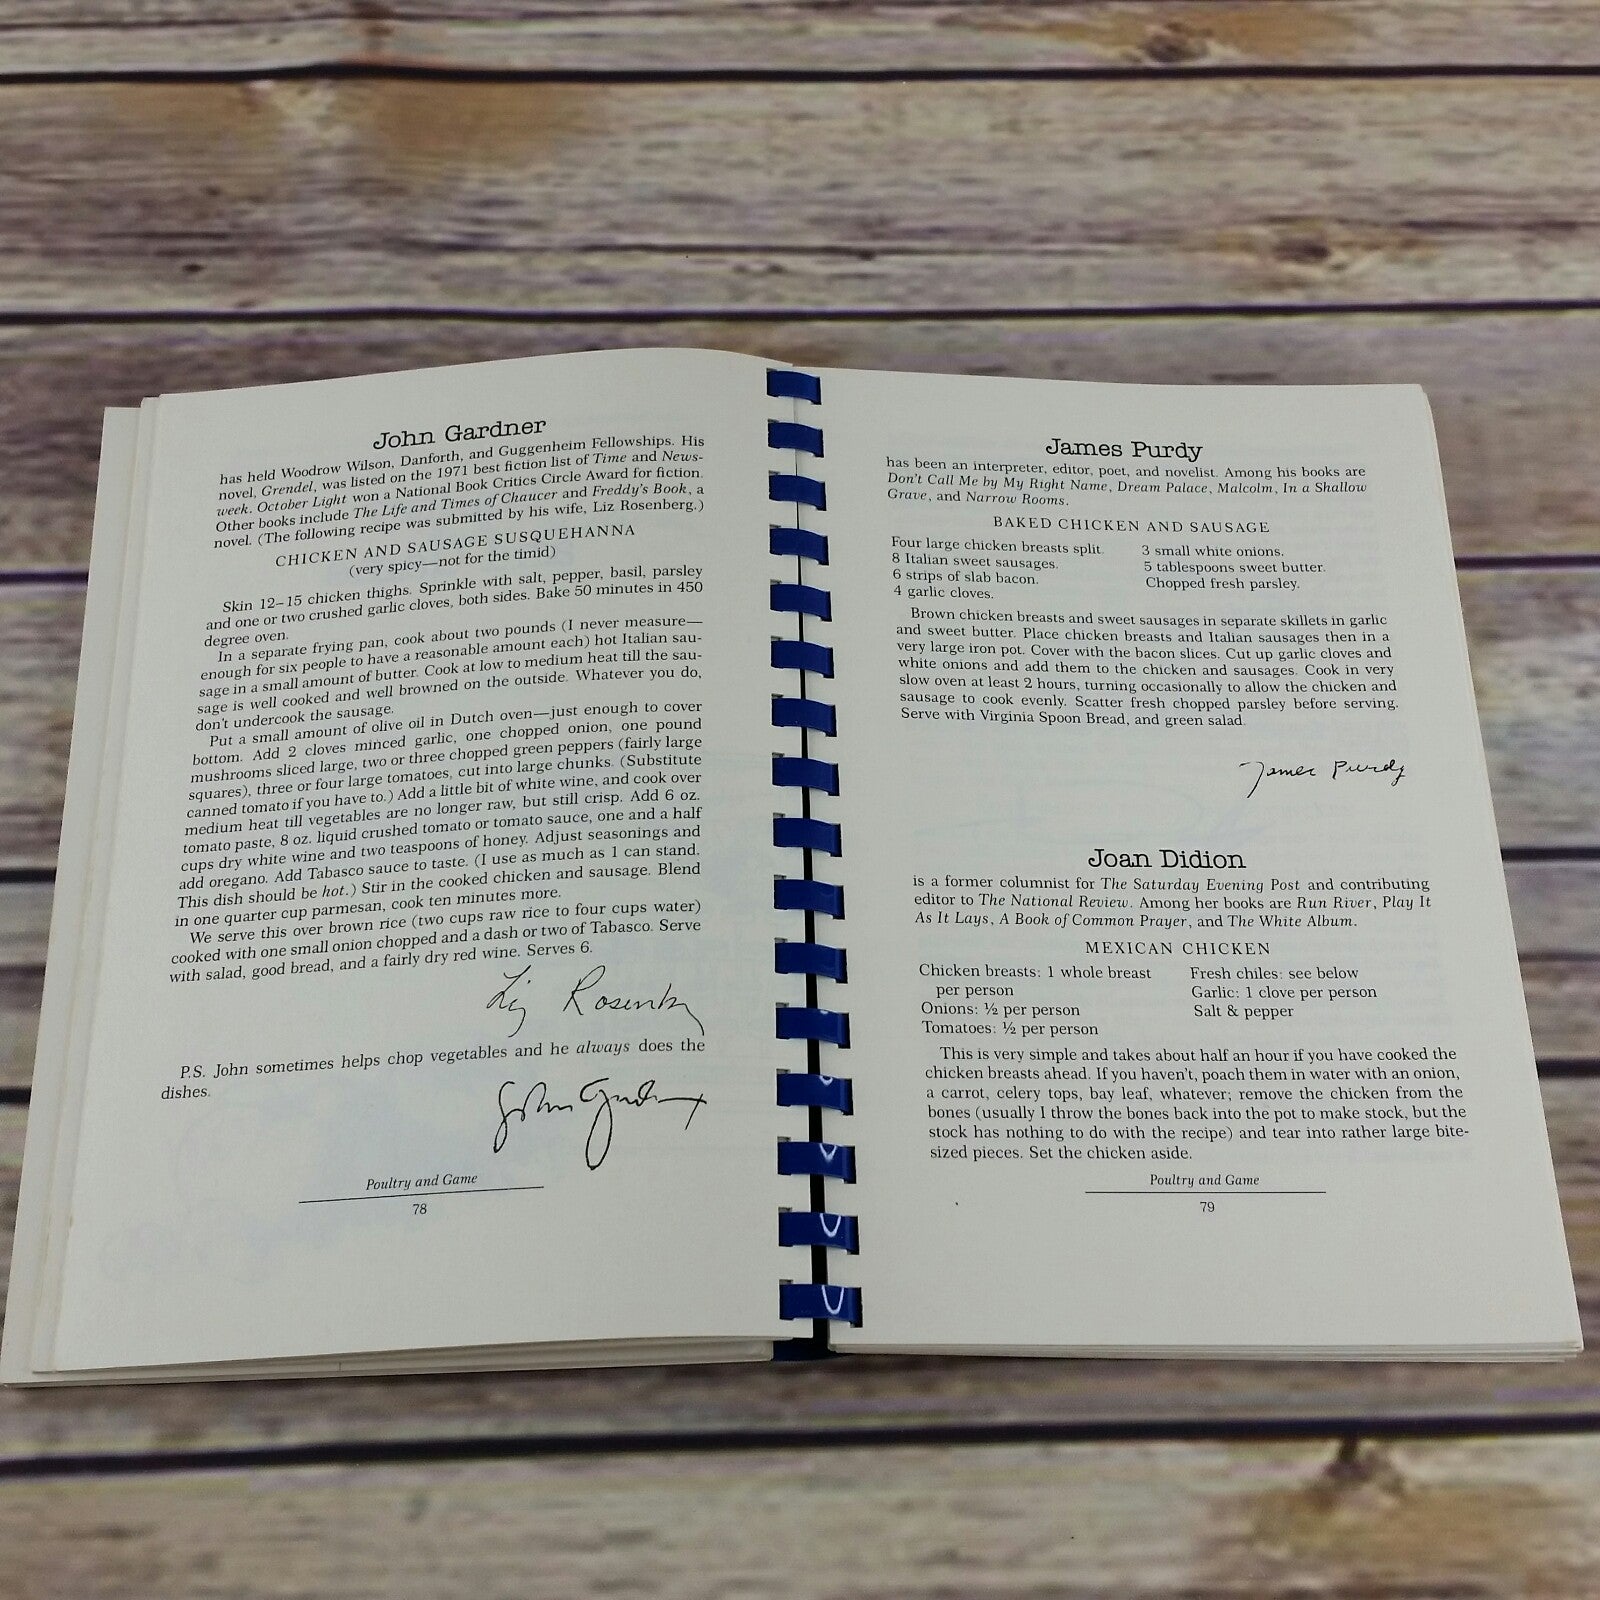 John Gardner
has held Woodrow Wilson, Danforth, and Guggenheim Fellowships. His
novel, Grendel, was listed on the 1971 best fiction list of Time and News-
week. October Light won a National Book Critics Circle Award for fiction.
Other books include The Life and Times of Chaucer and Freddy's Book, a
novel. (The following recipe was submitted by his wife, Liz Rosenberg.)
CHICKEN AND SAUSAGE SUSQUEHANNA
(very spicy—not for the timid)
Skin 12–15 chicken thighs. Sprinkle with salt, pepper, basil, parsley
and one or two crushed garlic cloves, both sides. Bake 50 minutes in 450
degree oven.
In a separate frying pan, cook about two pounds (I never measure—
enough for six people to have a reasonable amount each) hot Italian sau-
sage in a small amount of butter. Cook at low to medium heat till the sau-
sage is well cooked and well browned on the outside. Whatever you do,
don't undercook the sausage.
Put a small amount of olive oil in Dutch oven—just enough to cover
bottom. Add 2 cloves minced garlic, one chopped onion, one pound
mushrooms sliced large, two or three chopped green peppers (fairly large
squares), three or four large tomatoes, cut into large chunks. (Substitute
canned tomato if you have to.) Add a little bit of white wine, and cook over
medium heat till vegetables are no longer raw, but still crisp. Add 6 oz.
tomato paste, 8 oz. liquid crushed tomato or tomato sauce, one and a half
cups dry white wine and two teaspoons of honey. Adjust seasonings and
add oregano. Add Tabasco sauce to taste. (I use as much as 1 can stand.
This dish should be hot.) Stir in the cooked chicken and sausage. Blend
in one quarter cup parmesan, cook ten minutes more.
We serve this over brown rice (two cups raw rice to four cups water)
cooked with one small onion chopped and a dash or two of Tabasco. Serve
with salad, good bread, and a fairly dry red wine. Serves 6.
Liz Rosenberg
P.S. John sometimes helps chop vegetables and he always does the
dishes.
John Gardner
Poultry and Game
78
James Purdy
has been an interpreter, editor, poet, and novelist. Among his books are
Don't Call Me by My Right Name, Dream Palace, Malcolm, In a Shallow
Grave, and Narrow Rooms.
BAKED CHICKEN AND SAUSAGE
Four large chicken breasts split.
8 Italian sweet sausages.
6 strips of slab bacon.
4 garlic cloves.
3 small white onions.
5 tablespoons sweet butter.
Chopped fresh parsley.
Brown chicken breasts and sweet sausages in separate skillets in garlic
and sweet butter. Place chicken breasts and Italian sausages then in a
very large iron pot. Cover with the bacon slices. Cut up garlic cloves and
white onions and add them to the chicken and sausages. Cook in very
slow oven at least 2 hours, turning occasionally to allow the chicken and
sausage to cook evenly. Scatter fresh chopped parsley before serving.
Serve with Virginia Spoon Bread, and green salad.
James Purdy
Joan Didion
is a former columnist for The Saturday Evening Post and contributing
editor to The National Review. Among her books are Run River, Play It
As It Lays, A Book of Common Prayer, and The White Album.
MEXICAN CHICKEN
Chicken breasts: 1 whole breast
per person
Onions: ½ per person
Tomatoes: ½ per person
Fresh chiles: see below
Garlic: 1 clove per person
Salt & pepper
This is very simple and takes about half an hour if you have cooked the
chicken breasts ahead. If you haven't, poach them in water with an onion,
a carrot, celery tops, bay leaf, whatever; remove the chicken from the
bones (usually I throw the bones back into the pot to make stock, but the
stock has nothing to do with the recipe) and tear into rather large bite-
sized pieces. Set the chicken aside.
Poultry and Game
79